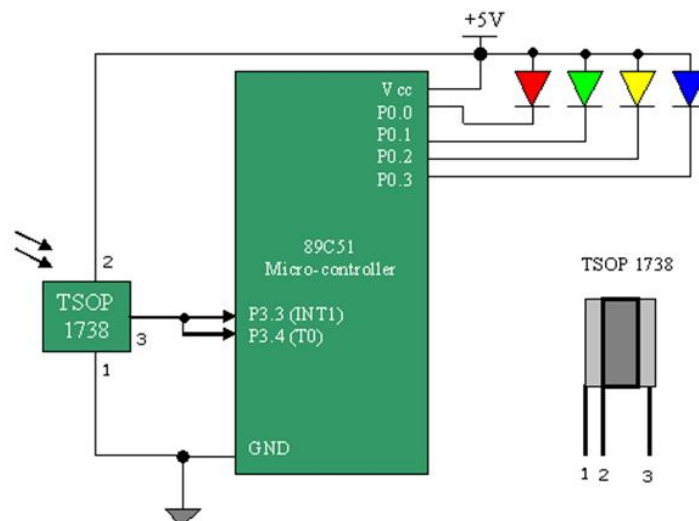 +5V
Vcc
P0.0
P0.1
P0.2
P0.3
89C51
Micro-controller
2
TSOP
1738
3
P3.3 (INT1)
P3.4 (T0)
1
GND
TSOP 1738
1 2 3